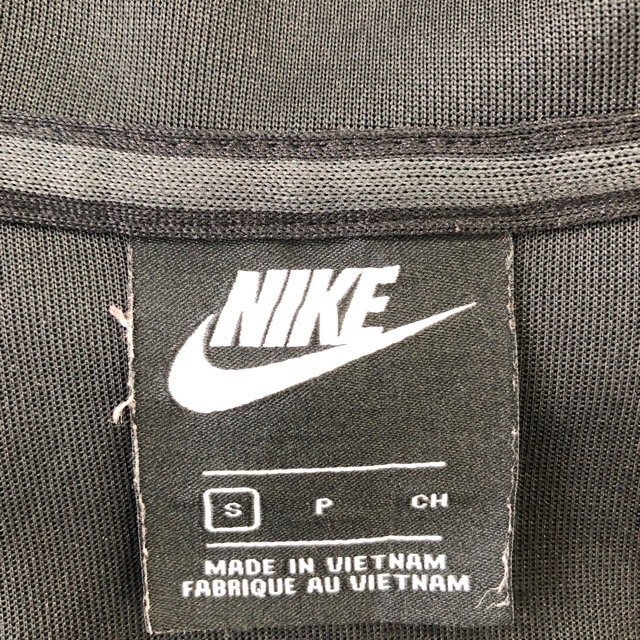 NIKE
S P CH
MADE IN VIETNAM
FABRIQUE AU VIETNAM